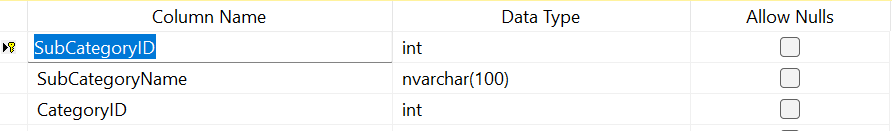 Column Name Data Type Allow Nulls
SubCategoryID int
SubCategoryName nvarchar(100)
CategoryID int